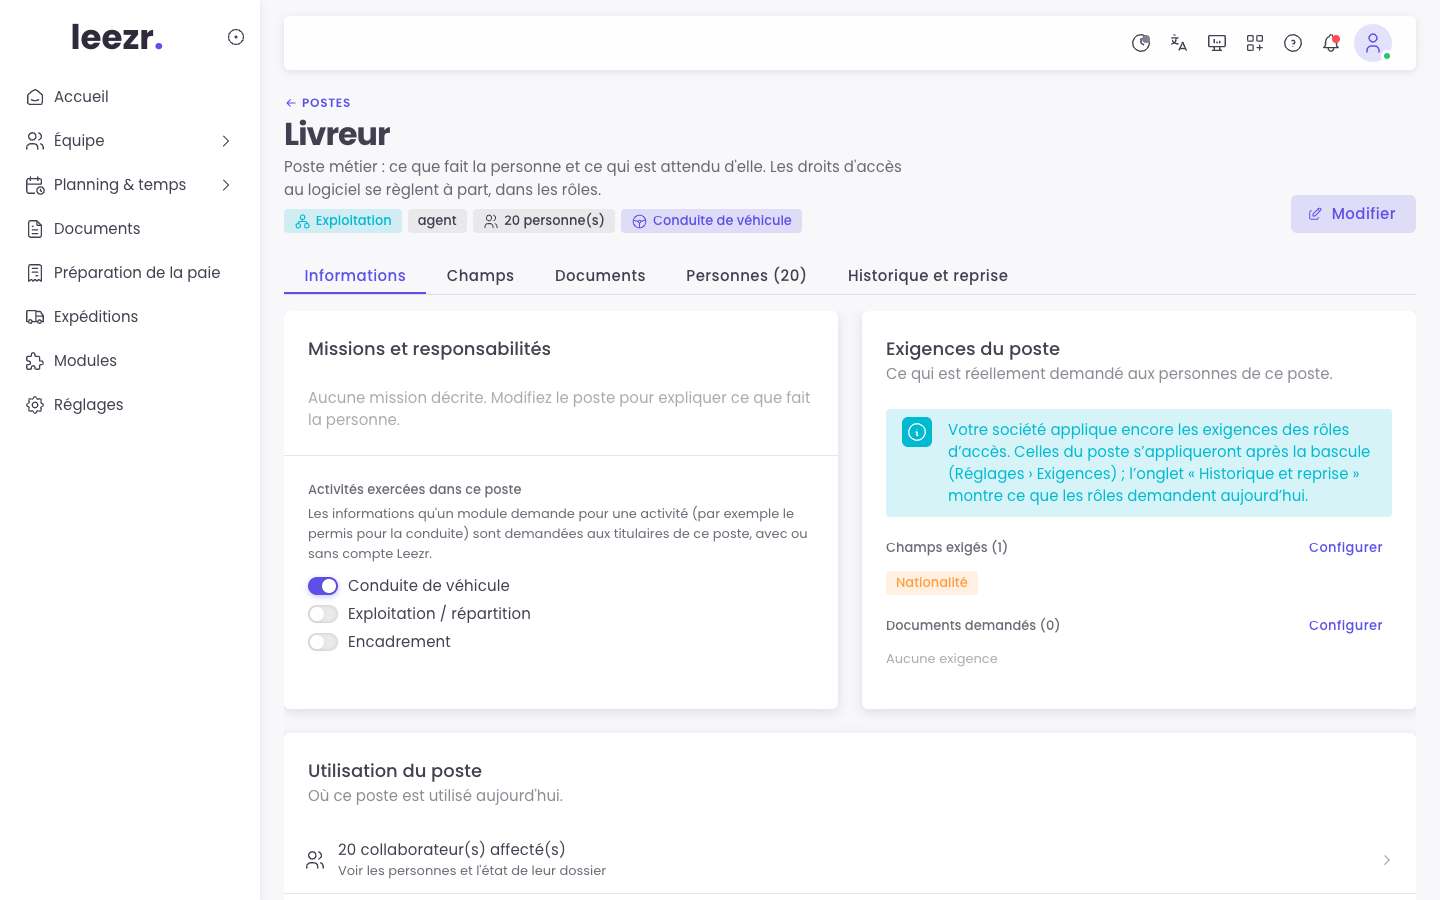 leezr.
Accueil
Équipe
Planning & temps
Documents
Préparation de la paie
Expéditions
Modules
Réglages
← POSTES
Livreur
Poste métier : ce que fait la personne et ce qui est attendu d'elle. Les droits d'accès
au logiciel se règlent à part, dans les rôles.
Exploitation agent 20 personne(s) Conduite de véhicule
Modifier
Informations Champs Documents Personnes (20) Historique et reprise
Missions et responsabilités
Aucune mission décrite. Modifiez le poste pour expliquer ce que fait
la personne.
Activités exercées dans ce poste
Les informations qu'un module demande pour une activité (par exemple le
permis pour la conduite) sont demandées aux titulaires de ce poste, avec ou
sans compte Leezr.
Conduite de véhicule
Exploitation / répartition
Encadrement
Exigences du poste
Ce qui est réellement demandé aux personnes de ce poste.
Votre société applique encore les exigences des rôles
d’accès. Celles du poste s’appliqueront après la bascule
(Réglages › Exigences) ; l’onglet « Historique et reprise »
montre ce que les rôles demandent aujourd’hui.
Champs exigés (1) Configurer
Nationalité
Documents demandés (0) Configurer
Aucune exigence
Utilisation du poste
Où ce poste est utilisé aujourd'hui.
20 collaborateur(s) affecté(s)
Voir les personnes et l'état de leur dossier